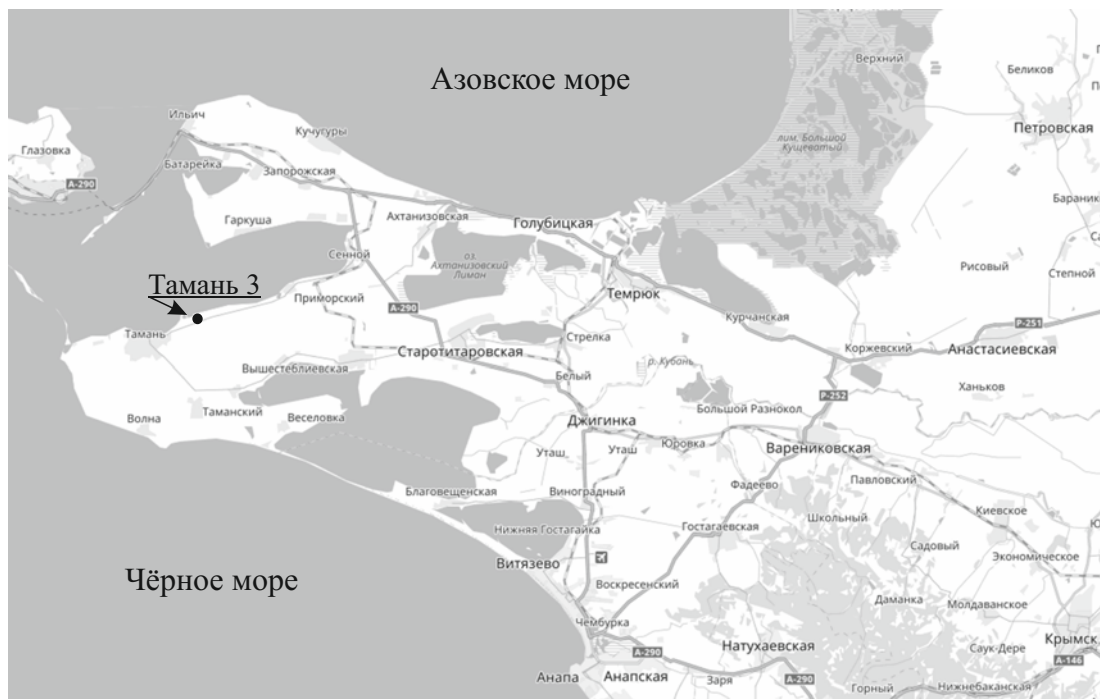 Азовское море
Верхний
Беликов
Ильич
Петровская
Кучугуры
лим. Большой
Кущеватый
Глазовка
Батарейка
Запорожская
А-290
Бараник
Гаркуша
Ахтанизовская
Голубицкая
Сенной
оз.
Ахтанизовский
Лиман
Рисовый
Степной
Тамань 3
Темрюк
Приморский
А-290
Курчанская
Р-251
Тамань
Стрелка
Коржевский
Анастасиевская
Старотитаровская
р. Кубань
Вышестеблиевская
Белый
Ханьков
Р-252
Таманский
Большой Разнокол
Волна
Веселовка
Джигинка
Юровка
Варениковская
Уташ
Уташ
Павловский
Фадеево
Благовещенская
Виноградный
Киевское
Школьный
Нижняя Гостагайка
Гостагаевская
Садовый
Экономическое
Витязево
Чёрное море
Воскресенский
Даманка
Молдаванское
Чембурка
Крымск
Натухаевская
Саук-Дере
А-290
А-146
Анапа
Анапская
Заря
А-290
Горный
Нижнебаканская